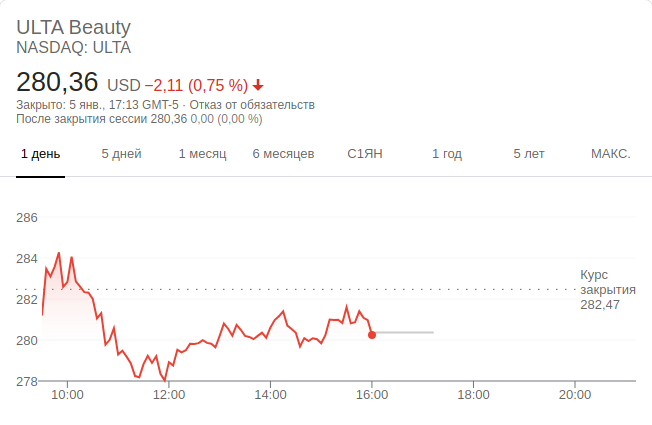 ULTA Beauty
NASDAQ: ULTA
280,36 USD −2,11 (0,75 %)
Закрыто: 5 янв., 17:13 GMT-5 · Отказ от обязательств
После закрытия сессии 280,36 0,00 (0,00 %)
1 день 5 дней 1 месяц 6 месяцев С1ЯН 1 год 5 лет МАКС.
286
284
Курс
закрытия
282,47
282
280
278
10:00 12:00 14:00 16:00 18:00 20:00